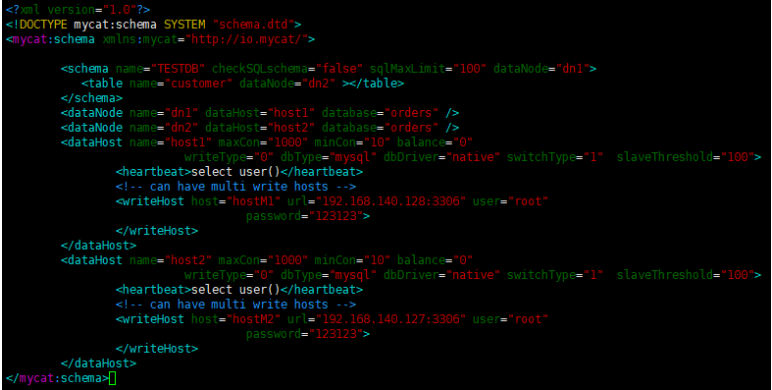 <?xml version="1.0"?>
<!DOCTYPE mycat:schema SYSTEM "schema.dtd">
<mycat:schema xmlns:mycat="http://io.mycat/">
<schema name="TESTDB" checkSQLschema="false" sqlMaxLimit="100" dataNode="dn1">
<table name="customer" dataNode="dn2" ></table>
</schema>
<dataNode name="dn1" dataHost="host1" database="orders" />
<dataNode name="dn2" dataHost="host2" database="orders" />
<dataHost name="host1" maxCon="1000" minCon="10" balance="0"
writeType="0" dbType="mysql" dbDriver="native" switchType="1"  slaveThreshold="100">
<heartbeat>select user()</heartbeat>
<!-- can have multi write hosts -->
<writeHost host="hostM1" url="192.168.140.128:3306" user="root"
password="123123">
</writeHost>
</dataHost>
<dataHost name="host2" maxCon="1000" minCon="10" balance="0"
writeType="0" dbType="mysql" dbDriver="native" switchType="1"  slaveThreshold="100">
<heartbeat>select user()</heartbeat>
<!-- can have multi write hosts -->
<writeHost host="hostM2" url="192.168.140.127:3306" user="root"
password="123123">
</writeHost>
</dataHost>
</mycat:schema>